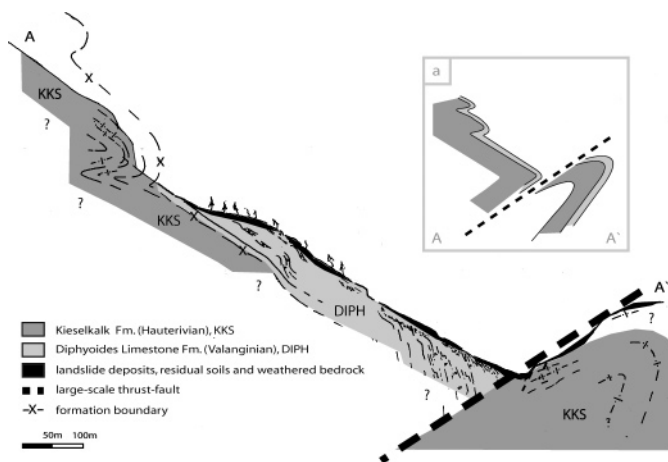 A
KKS
?
X
X
?
KKS
X
X
?
DIPH
?
A`
?
?
KKS
a
A
A`
Kieselkalk Fm. (Hauterivian), KKS
Diphyoides Limestone Fm. (Valanginian), DIPH
landslide deposits, residual soils and weathered bedrock
large-scale thrust-fault
-X- formation boundary
50m 100m